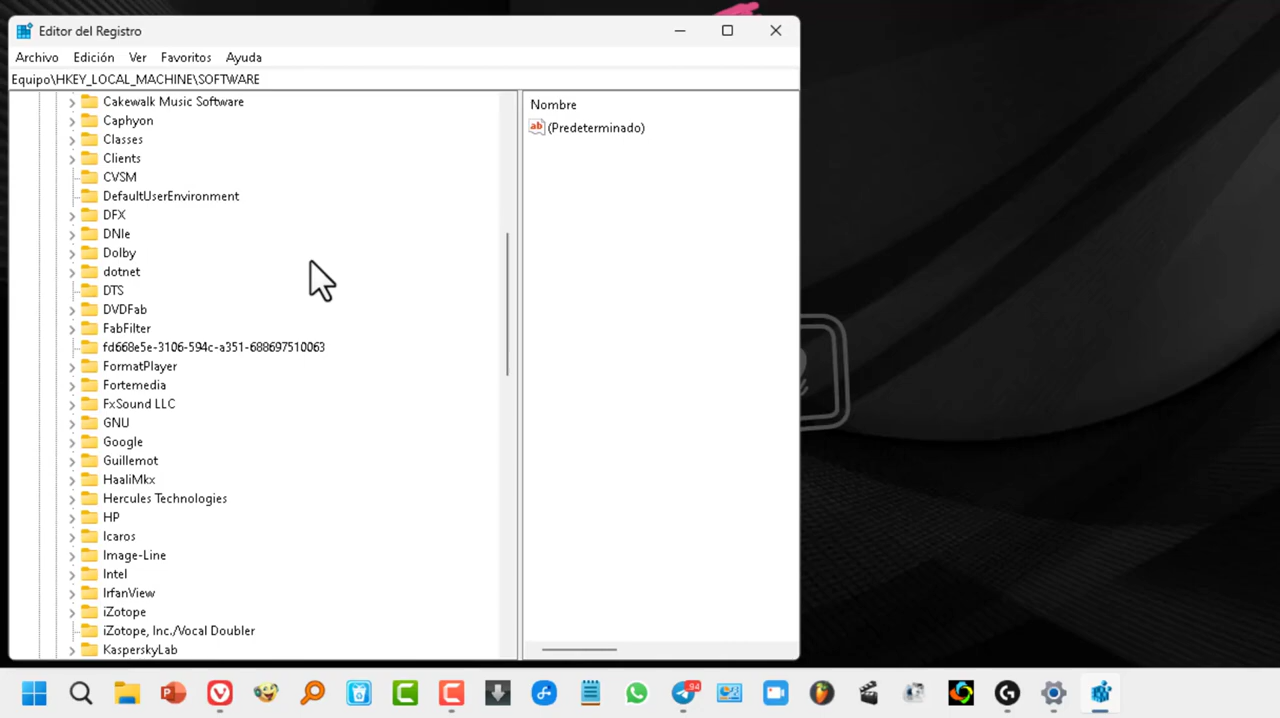 Editor del Registro
Archivo Edición Ver Favoritos Ayuda
Equipo\HKEY_LOCAL_MACHINE\SOFTWARE
Cakewalk Music Software
Caphyon
Classes
Clients
CVSM
DefaultUserEnvironment
DFX
DNIe
Dolby
dotnet
DTS
DVDFab
FabFilter
fd668e5e-3106-594c-a351-688697510063
FormatPlayer
Fortemedia
FxSound LLC
GNU
Google
Guillemot
HaaliMkx
Hercules Technologies
HP
Icaros
Image-Line
Intel
IrfanView
iZotope
iZotope, Inc./Vocal Doubler
KasperskyLab
Nombre
ab (Predeterminado)
94